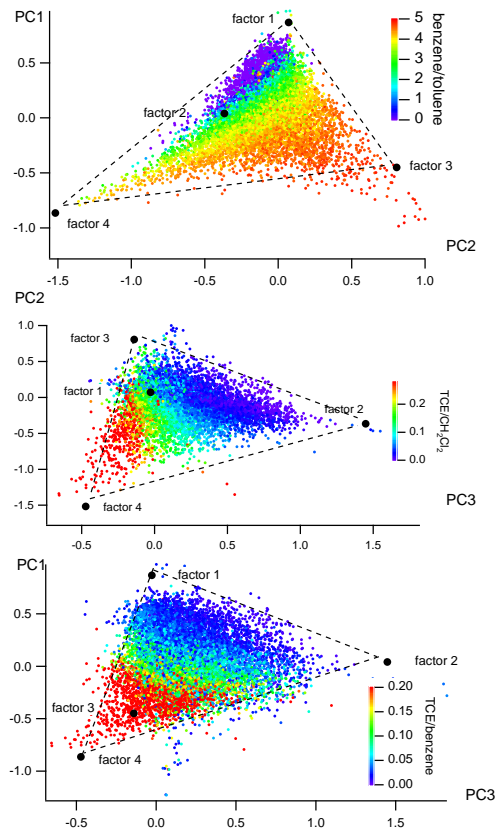 PC1
factor 1
5
4
3
2
1
0
benzene/toluene
0.5
0.0
-0.5
-1.0
factor 2
factor 3
factor 4
-1.5
-1.0
-0.5
0.0
0.5
1.0
PC2
PC2
1.0
0.5
0.0
-0.5
-1.0
-1.5
factor 3
factor 1
factor 2
factor 4
0.2
0.1
0.0
TCE/CH2Cl2
PC3
-0.5
0.0
0.5
1.0
1.5
PC1
factor 1
factor 2
factor 3
factor 4
0.5
0.0
-0.5
-1.0
0.20
0.15
0.10
0.05
0.00
TCE/benzene
-0.5
0.0
0.5
1.0
1.5
PC3